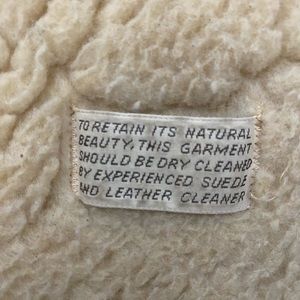 TO RETAIN ITS NATURAL
BEAUTY, THIS GARMENT
SHOULD BE DRY CLEANED
BY EXPERIENCED SUEDE
AND LEATHER CLEANER